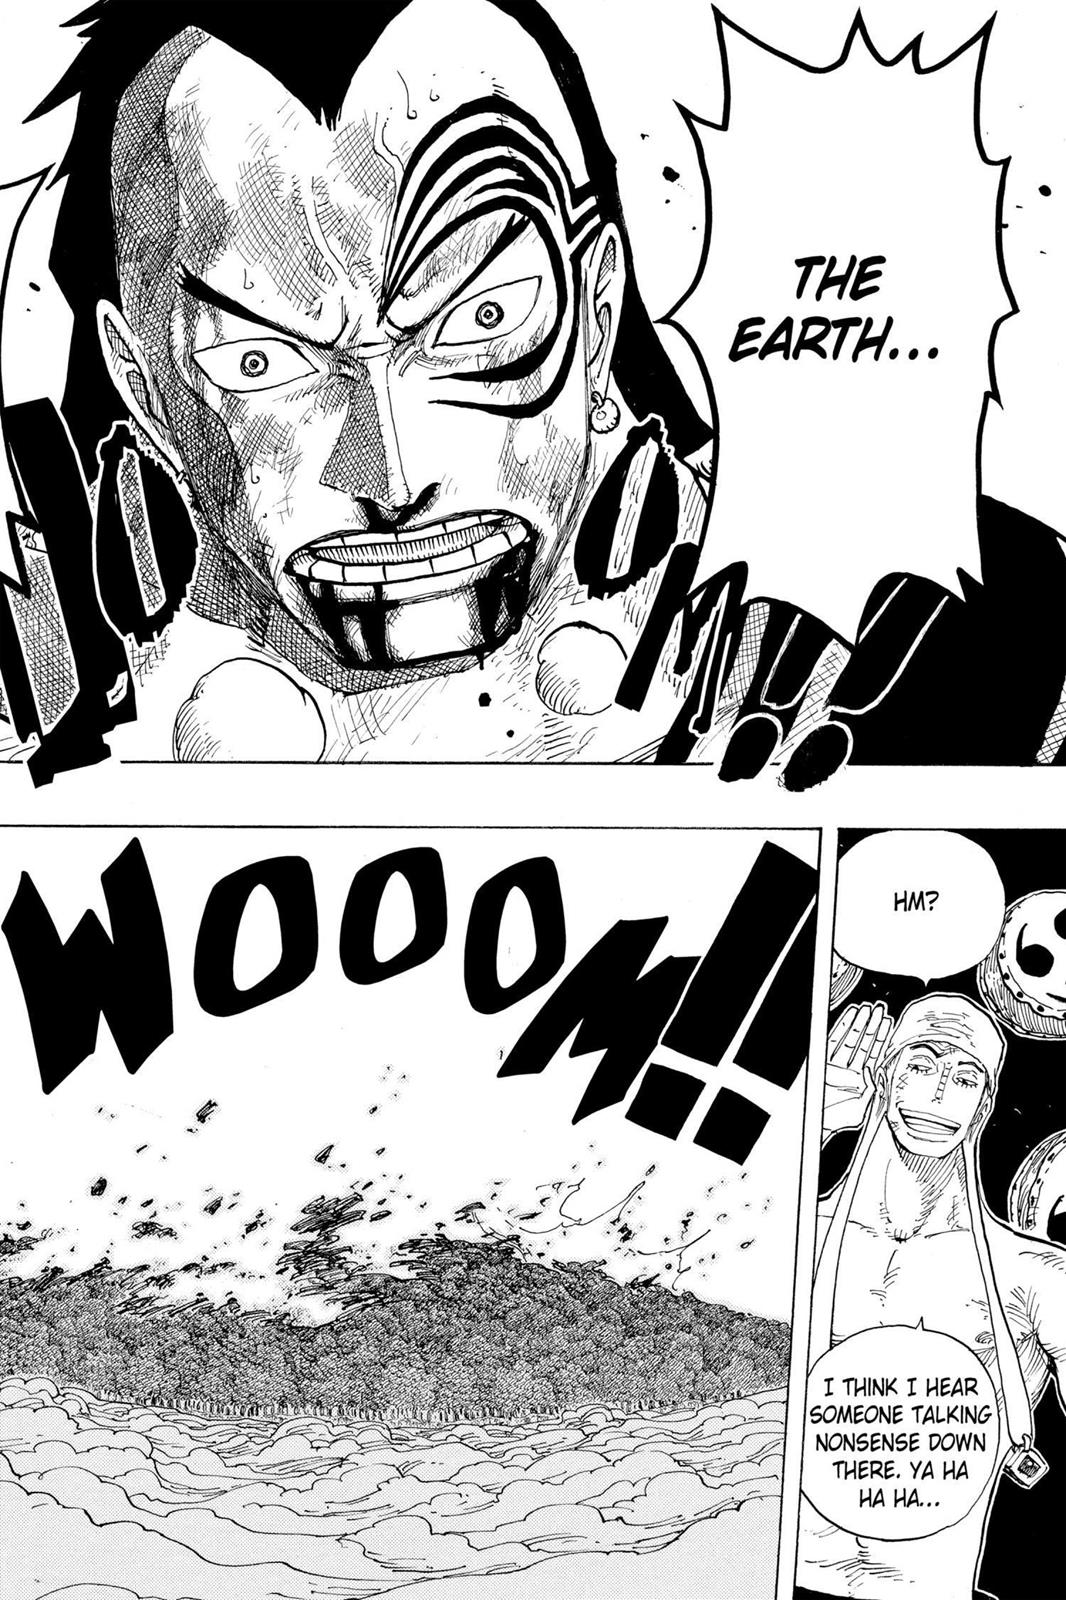 THE
EARTH...
WOOOM!!
WOOOM!!
HM?
I THINK I HEAR
SOMEONE TALKING
NONSENSE DOWN
THERE. YA HA
HA HA...